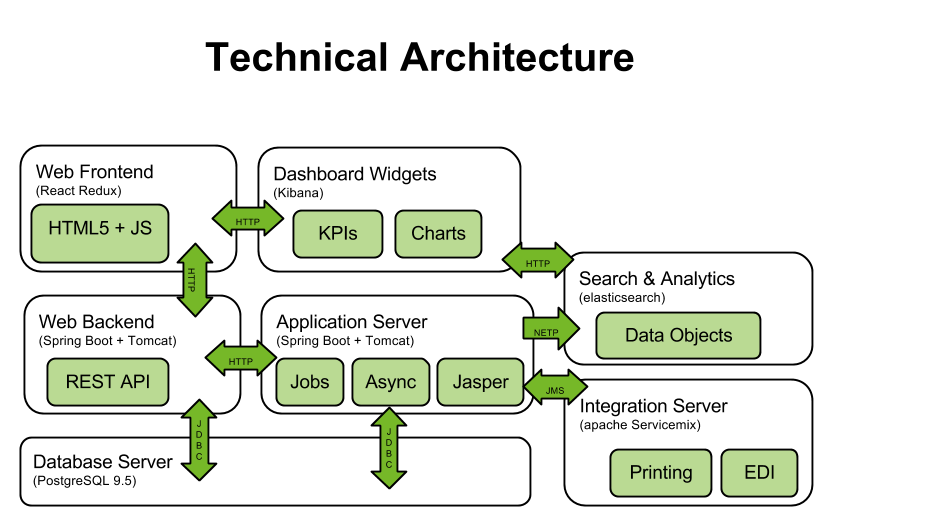 Technical Architecture
Web Frontend
(React Redux)
HTML5 + JS
HTTP
Dashboard Widgets
(Kibana)
KPIs
Charts
HTTP
HTTP
Search & Analytics
(elasticsearch)
Data Objects
Web Backend
(Spring Boot + Tomcat)
REST API
HTTP
Application Server
(Spring Boot + Tomcat)
Jobs
Async
Jasper
NETP
JMS
Integration Server
(apache Servicemix)
Printing
EDI
JDBC
JDBC
Database Server
(PostgreSQL 9.5)